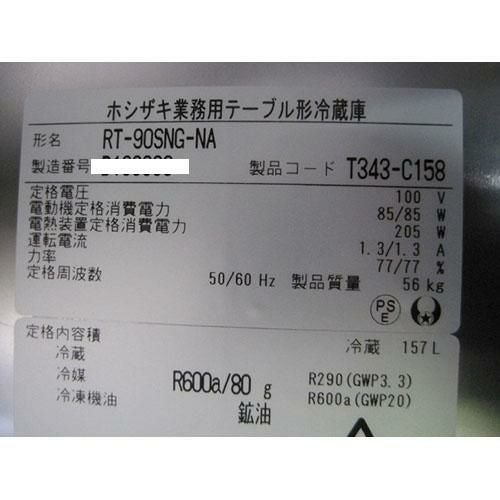 ホシザキ業務用テーブル形冷蔵庫
形名 RT-90SNG-NA
製造番号
製品コード T343-C158
定格電圧 100 V
電動機定格消費電力 85/85 W
電熱装置定格消費電力 205 W
運転電流 1.3/1.3 A
力率 77/77 %
定格周波数 50/60 Hz 製品質量 56 kg
PSE
定格内容積
冷蔵 冷蔵 157L
冷媒 R600a/80 g R290(GWP3.3)
冷凍機油 鉱油 R600a(GWP20)